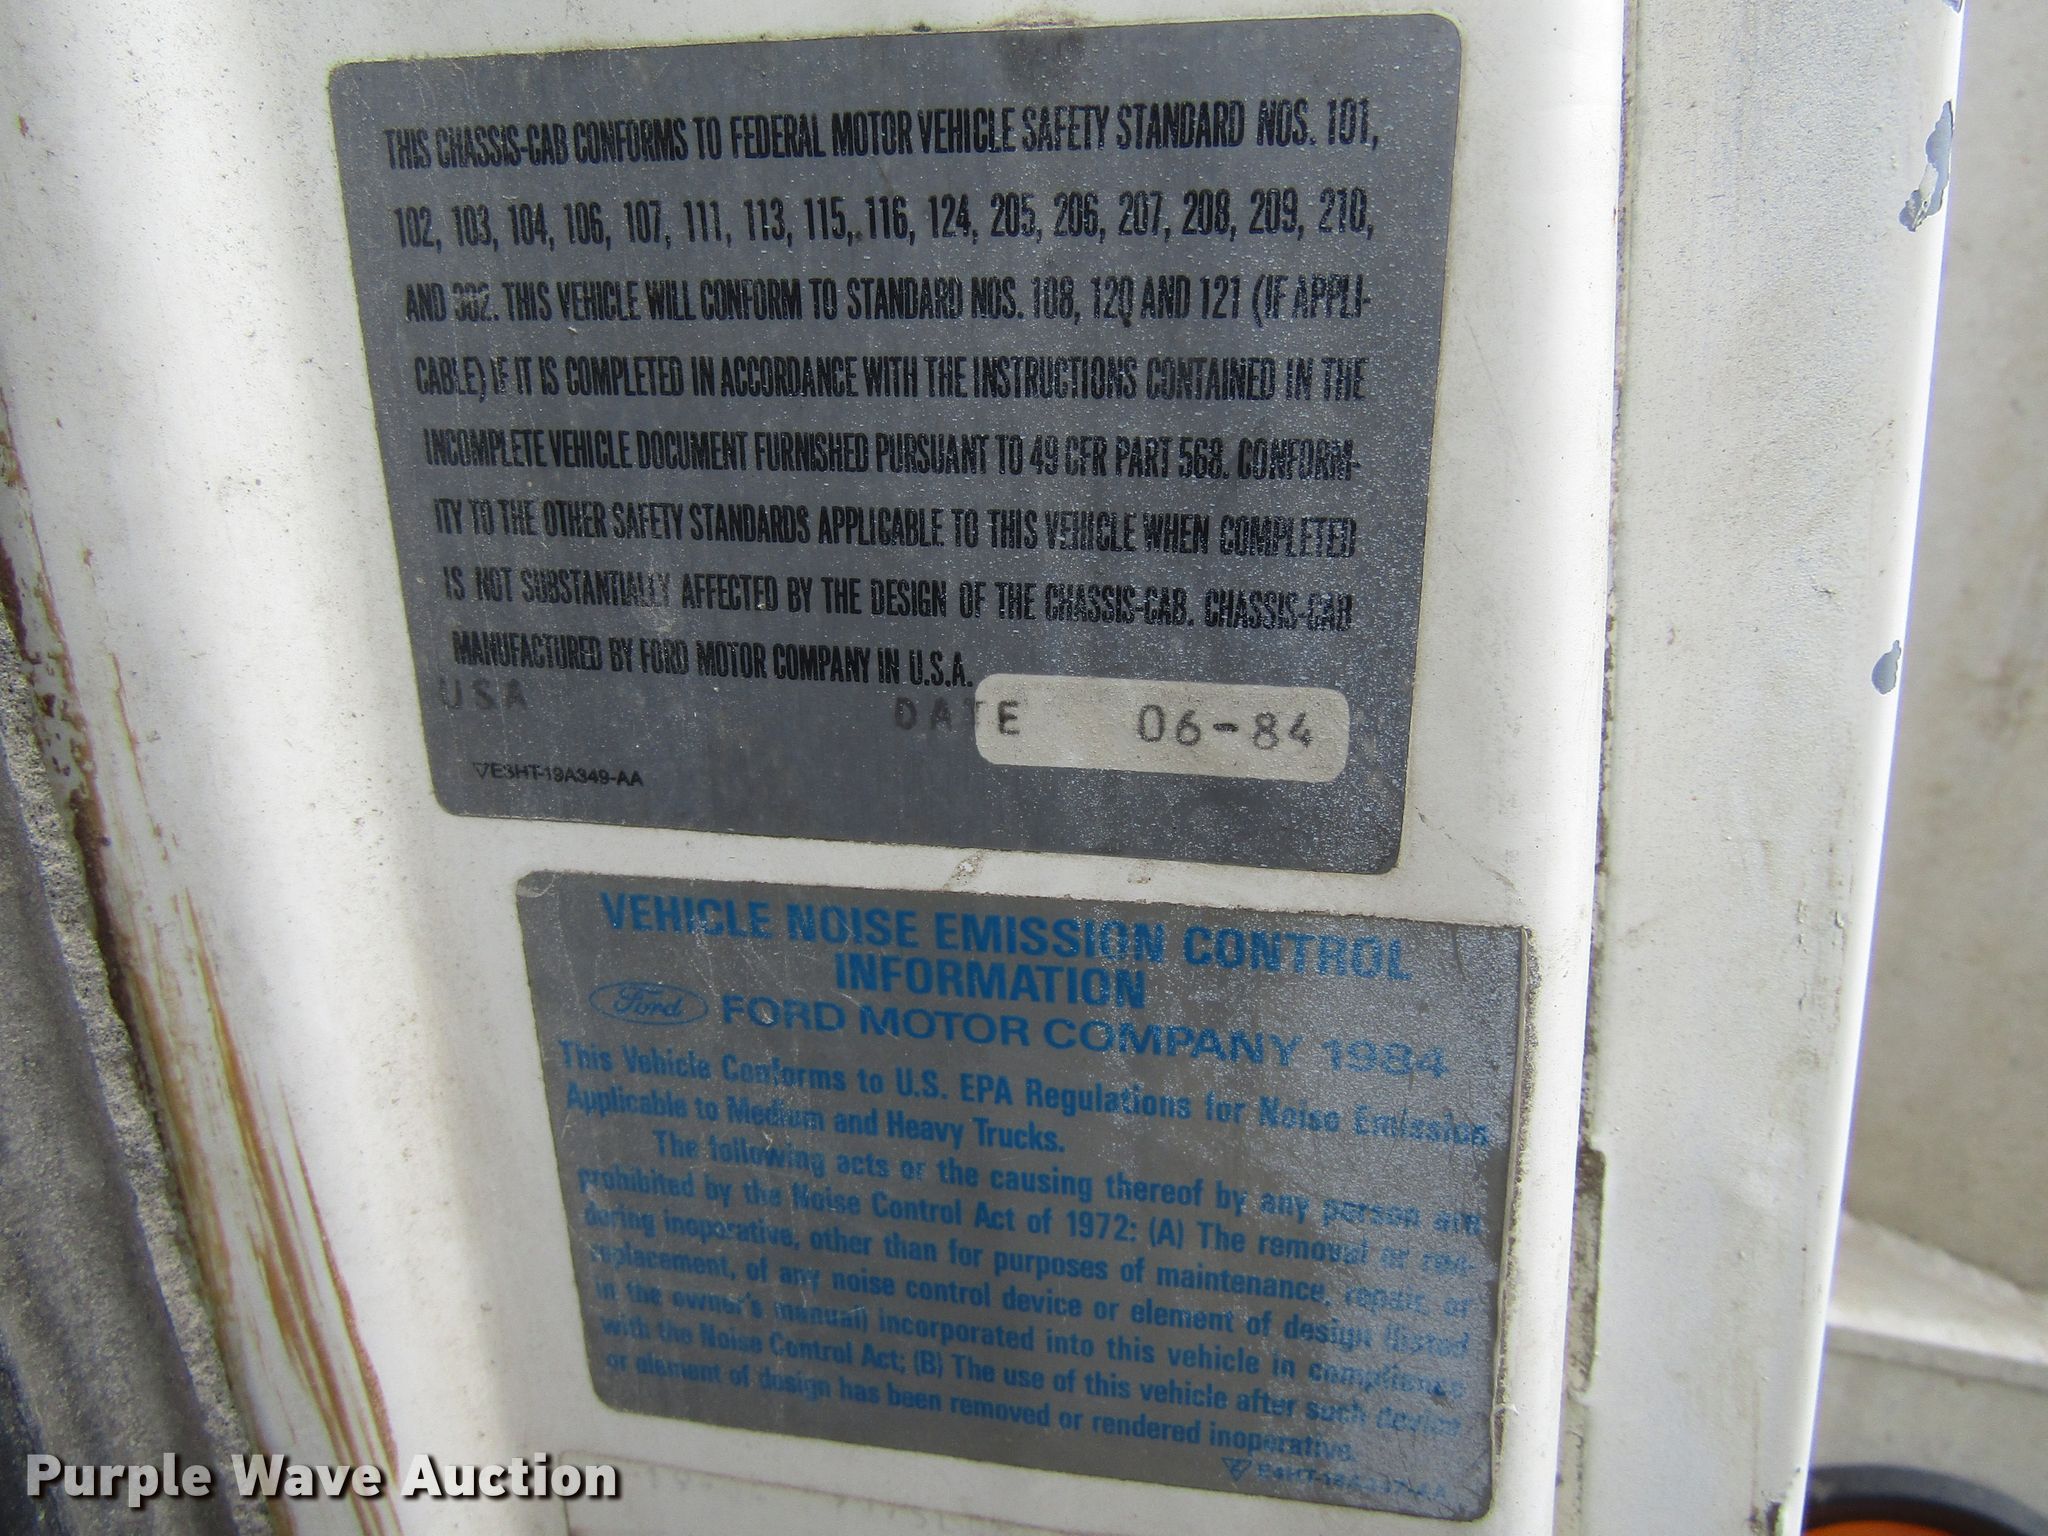 THIS CHASSIS-CAB CONFORMS TO FEDERAL MOTOR VEHICLE SAFETY STANDARD NOS. 101,
102, 103, 104, 106, 107, 111, 113, 115, 116, 124, 205, 206, 207, 208, 209, 210,
AND 302. THIS VEHICLE WILL CONFORM TO STANDARD NOS. 108, 120 AND 121 (IF APPLI-
CABLE) IF IT IS COMPLETED IN ACCORDANCE WITH THE INSTRUCTIONS CONTAINED IN THE
INCOMPLETE VEHICLE DOCUMENT FURNISHED PURSUANT TO 49 CFR PART 568. CONFORM-
ITY TO THE OTHER SAFETY STANDARDS APPLICABLE TO THIS VEHICLE WHEN COMPLETED
IS NOT SUBSTANTIALLY AFFECTED BY THE DESIGN OF THE CHASSIS-CAB. CHASSIS-CAB
MANUFACTURED BY FORD MOTOR COMPANY IN U.S.A.
USA DATE 06-84
E3HT-19A349-AA
VEHICLE NOISE EMISSION CONTROL
INFORMATION
Ford FORD MOTOR COMPANY 1984
This Vehicle Conforms to U.S. EPA Regulations for Noise Emission
Applicable to Medium and Heavy Trucks.
The following acts or the causing thereof by any person are
prohibited by the Noise Control Act of 1972: (A) The removal or ren-
dering inoperative, other than for purposes of maintenance, repair, or
replacement, of any noise control device or element of design (listed
in the owner's manual) incorporated into this vehicle in compliance
with the Noise Control Act; (B) The use of this vehicle after such device
or element of design has been removed or rendered inoperative.
Purple Wave Auction